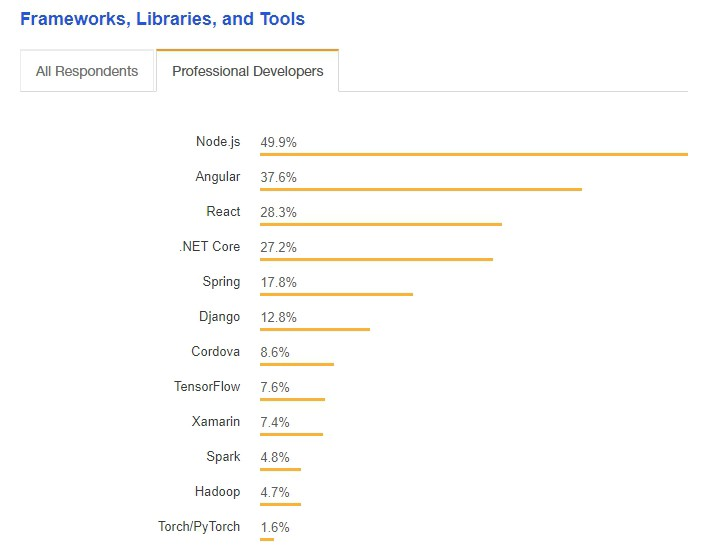 Frameworks, Libraries, and Tools
All Respondents
Professional Developers
Node.js 49.9%
Angular 37.6%
React 28.3%
.NET Core 27.2%
Spring 17.8%
Django 12.8%
Cordova 8.6%
TensorFlow 7.6%
Xamarin 7.4%
Spark 4.8%
Hadoop 4.7%
Torch/PyTorch 1.6%